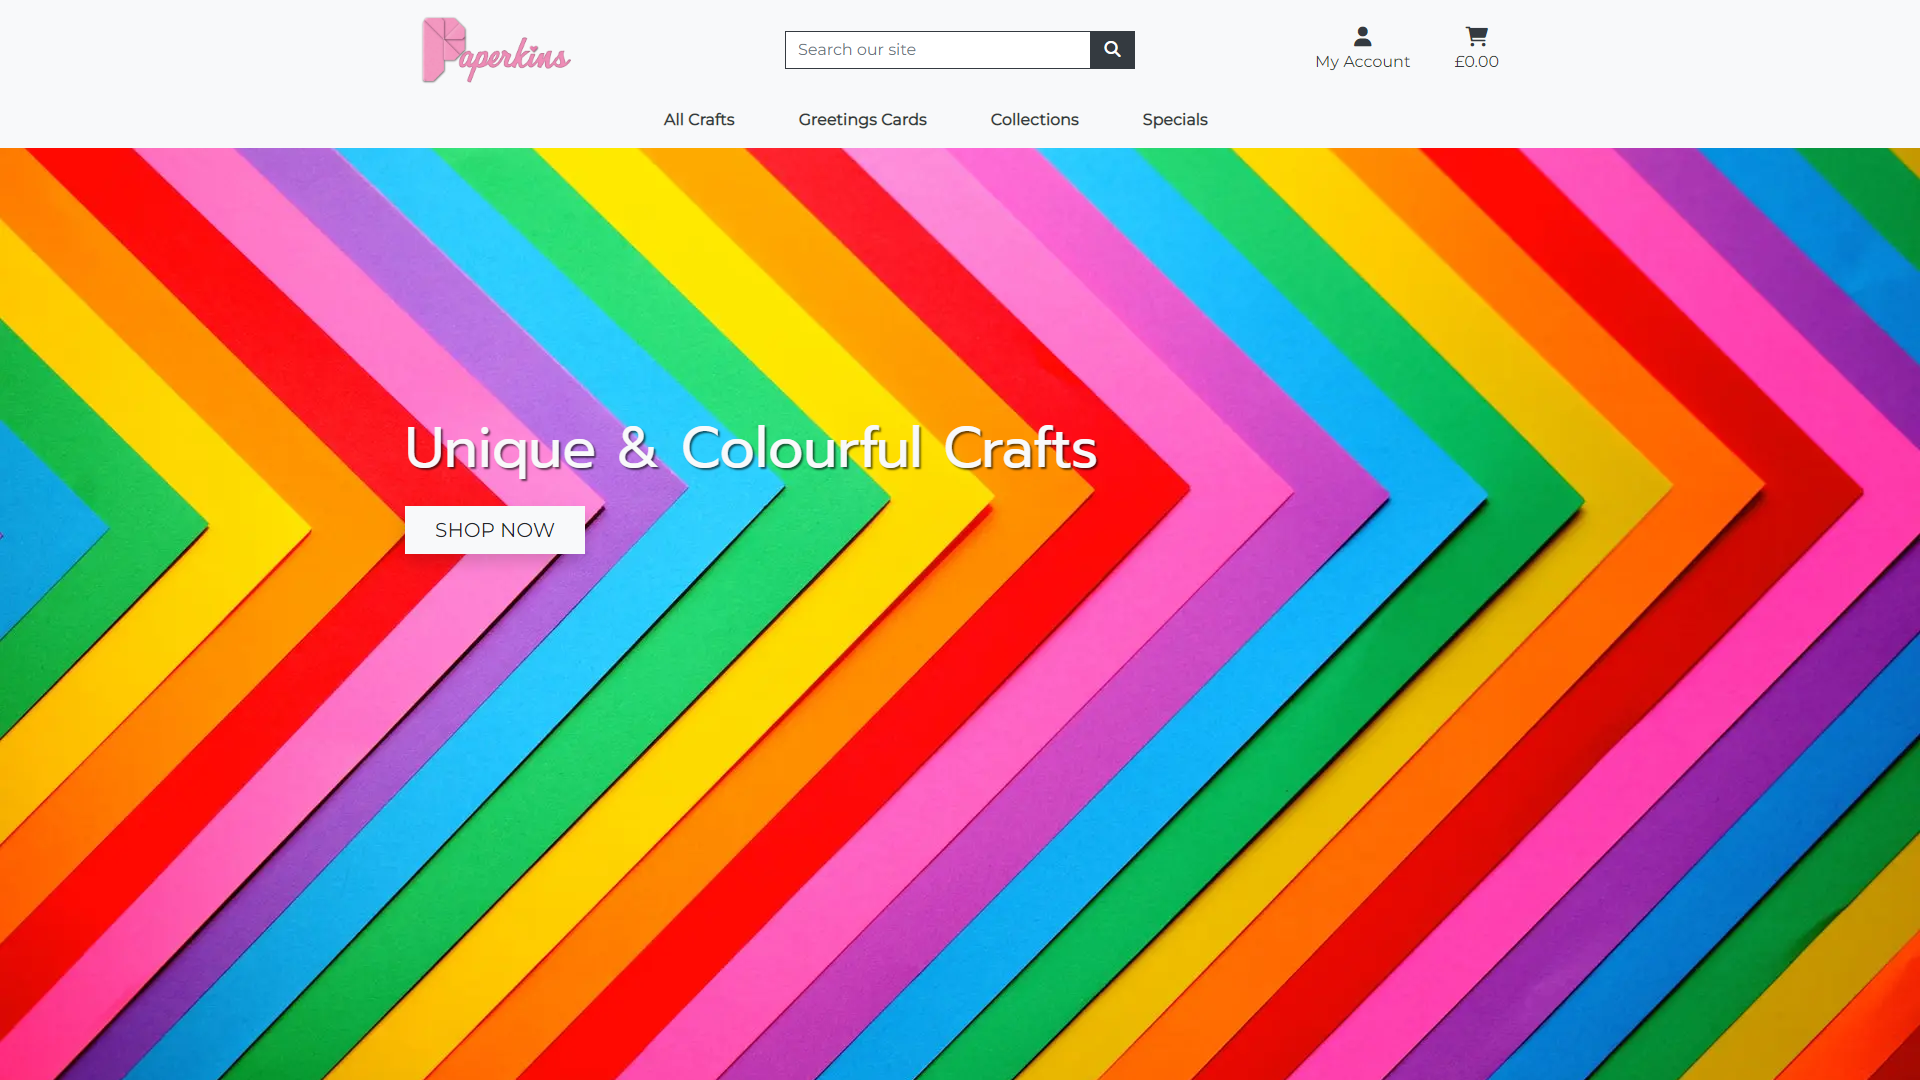 Paperkins
Search our site
My Account
£0.00
All Crafts
Greetings Cards
Collections
Specials
Unique & Colourful Crafts
SHOP NOW